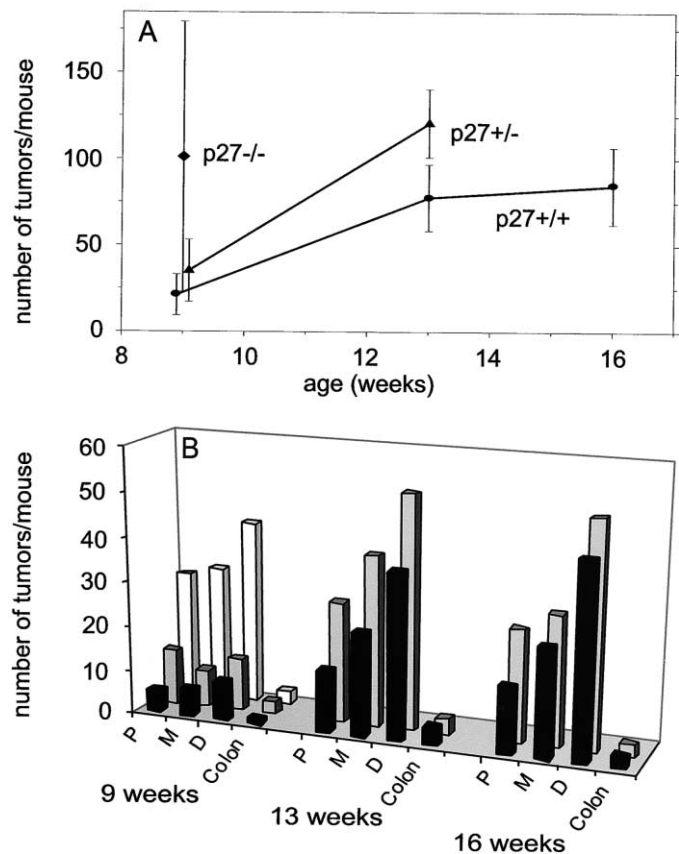 A
number of tumors/mouse
150
100
50
0
p27-/-
p27+/-
p27+/+
8
10
12
14
16
age (weeks)
B
number of tumors/mouse
60
50
40
30
20
10
0
P
M
D
Colon
9 weeks
P
M
D
Colon
13 weeks
P
M
D
Colon
16 weeks